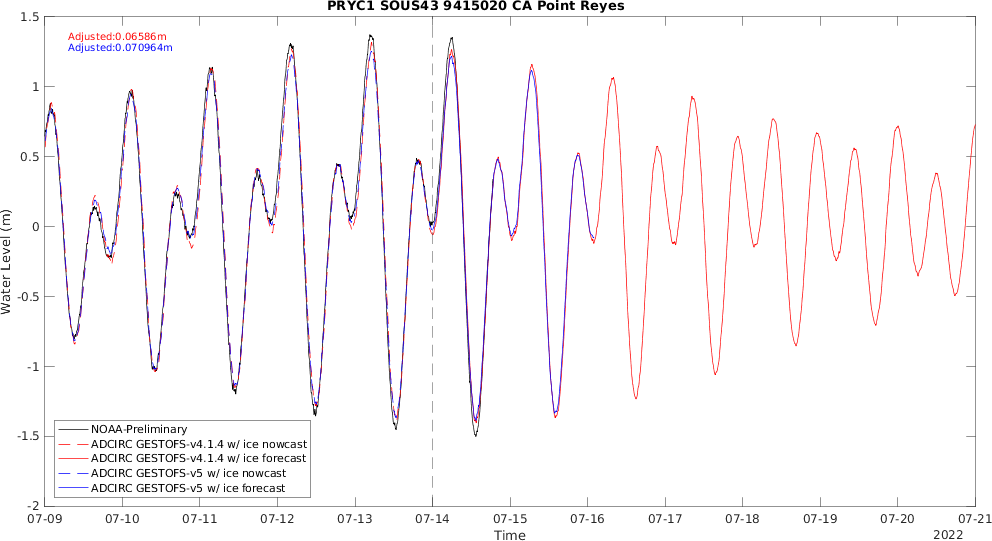 PRYC1 SOUS43 9415020 CA Point Reyes
Adjusted:0.06586m
Adjusted:0.070964m
1.5
1
0.5
0
-0.5
-1
-1.5
-2
Water Level (m)
NOAA-Preliminary
ADCIRC GESTOFS-v4.1.4 w/ ice nowcast
ADCIRC GESTOFS-v4.1.4 w/ ice forecast
ADCIRC GESTOFS-v5 w/ ice nowcast
ADCIRC GESTOFS-v5 w/ ice forecast
07-09 07-10 07-11 07-12 07-13 07-14 07-15 07-16 07-17 07-18 07-19 07-20 07-21
Time
2022